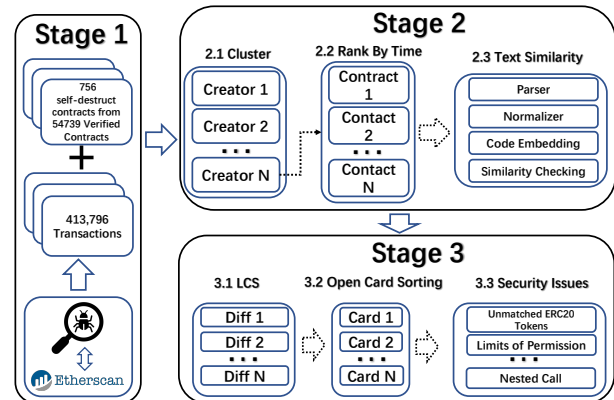 Stage 1
756
self-destruct
contracts from
54739 Verified
Contracts
+
413,796
Transactions
Etherscan
Stage 2
2.1 Cluster
Creator 1
Creator 2
...
Creator N
2.2 Rank By Time
Contract
1
Contact
2
...
Contact
N
2.3 Text Similarity
Parser
Normalizer
Code Embedding
Similarity Checking
Stage 3
3.1 LCS
Diff 1
Diff 2
...
Diff N
3.2 Open Card Sorting
Card 1
Card 2
...
Card N
3.3 Security Issues
Unmatched ERC20
Tokens
Limits of Permission
...
Nested Call